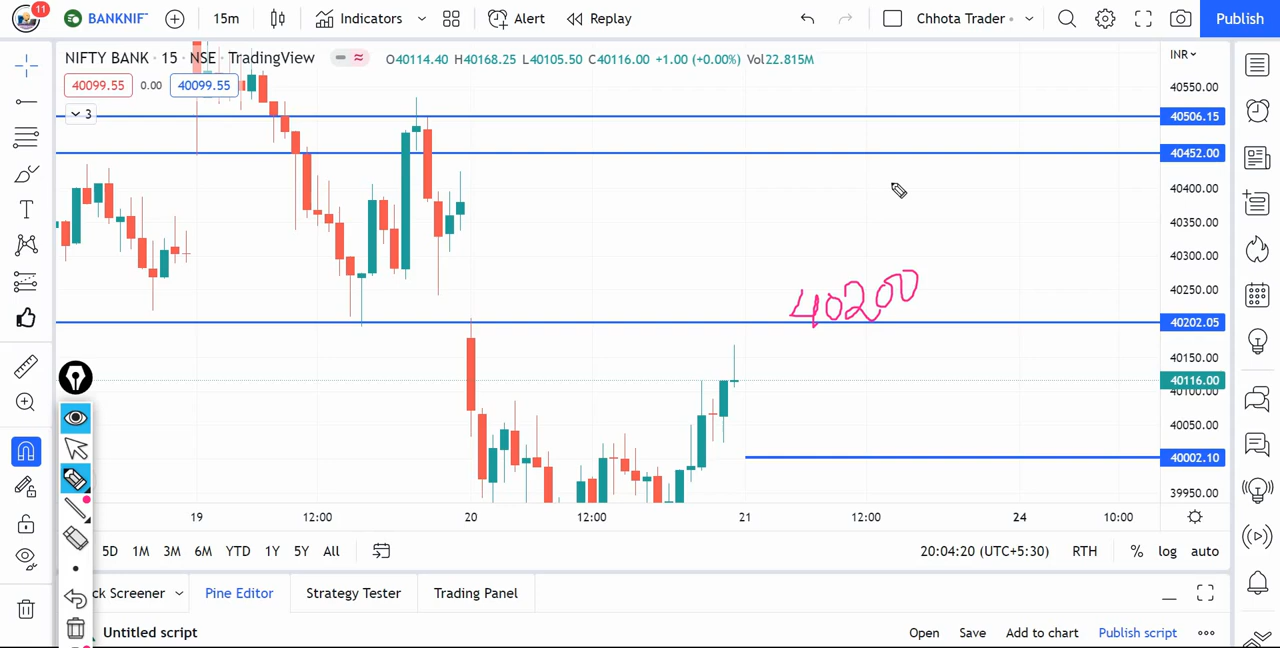 11
BANKNIF
15m
Indicators
Alert
Replay
Chhota Trader
Publish
NIFTY BANK · 15 · NSE · TradingView
O40114.40 H40168.25 L40105.50 C40116.00 +1.00 (+0.00%) Vol22.815M
INR
40099.55 0.00 40099.55
40550.00
3
40506.15
40452.00
40400.00
40350.00
40300.00
40250.00
40200
40202.05
40150.00
40116.00
40100.00
40050.00
40002.10
39950.00
19 12:00 20 12:00 21 12:00 24 10:00
5D 1M 3M 6M YTD 1Y 5Y All
20:04:20 (UTC+5:30) RTH % log auto
ck Screener Pine Editor Strategy Tester Trading Panel
Untitled script
Open Save Add to chart Publish script